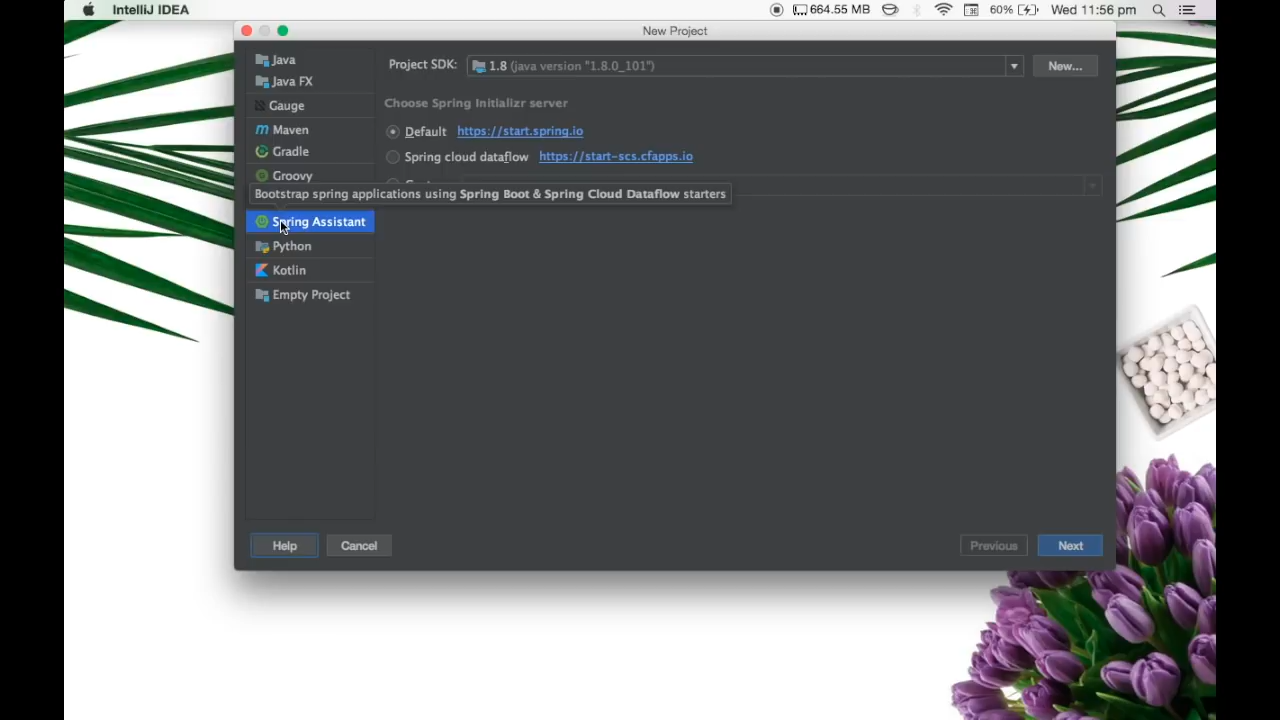 IntelliJ IDEA
664.55 MB
60%
Wed 11:56 pm
New Project
Java
Java FX
Gauge
Maven
Gradle
Groovy
Spring Assistant
Python
Kotlin
Empty Project
Project SDK:
1.8 (java version "1.8.0_101")
New...
Choose Spring Initializr server
Default https://start.spring.io
Spring cloud dataflow https://start-scs.cfapps.io
Bootstrap spring applications using Spring Boot & Spring Cloud Dataflow starters
Help
Cancel
Previous
Next